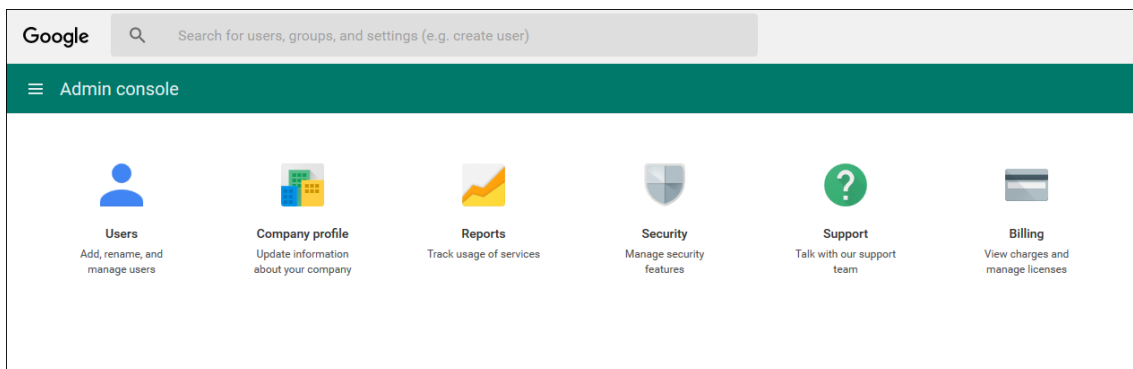 Google
Search for users, groups, and settings (e.g. create user)
Admin console
Users
Add, rename, and
manage users
Company profile
Update information
about your company
Reports
Track usage of services
Security
Manage security
features
Support
Talk with our support
team
Billing
View charges and
manage licenses